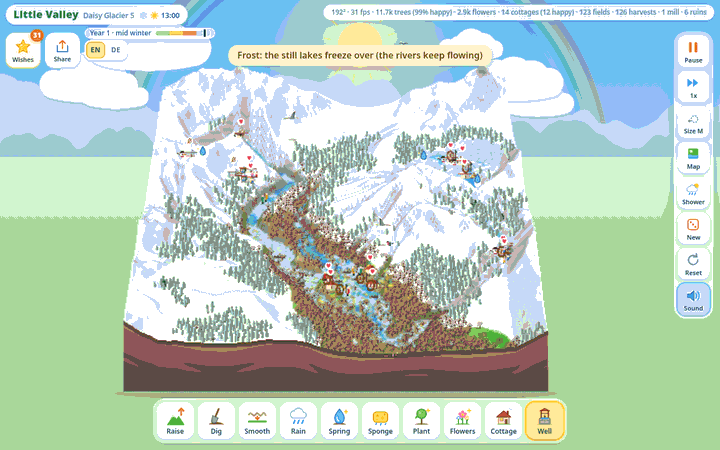 Little Valley Daisy Glacier 5 13:00
192² · 31 fps · 11.7k trees (99% happy) · 2.9k flowers · 14 cottages (12 happy) · 123 fields · 126 harvests · 1 mill · 6 ruins
31
Wishes
Share
Year 1 · mid winter
EN
DE
Frost: the still lakes freeze over (the rivers keep flowing)
Pause
1x
Size M
Map
Shower
New
Reset
Sound
Raise
Dig
Smooth
Rain
Spring
Sponge
Plant
Flowers
Cottage
Well